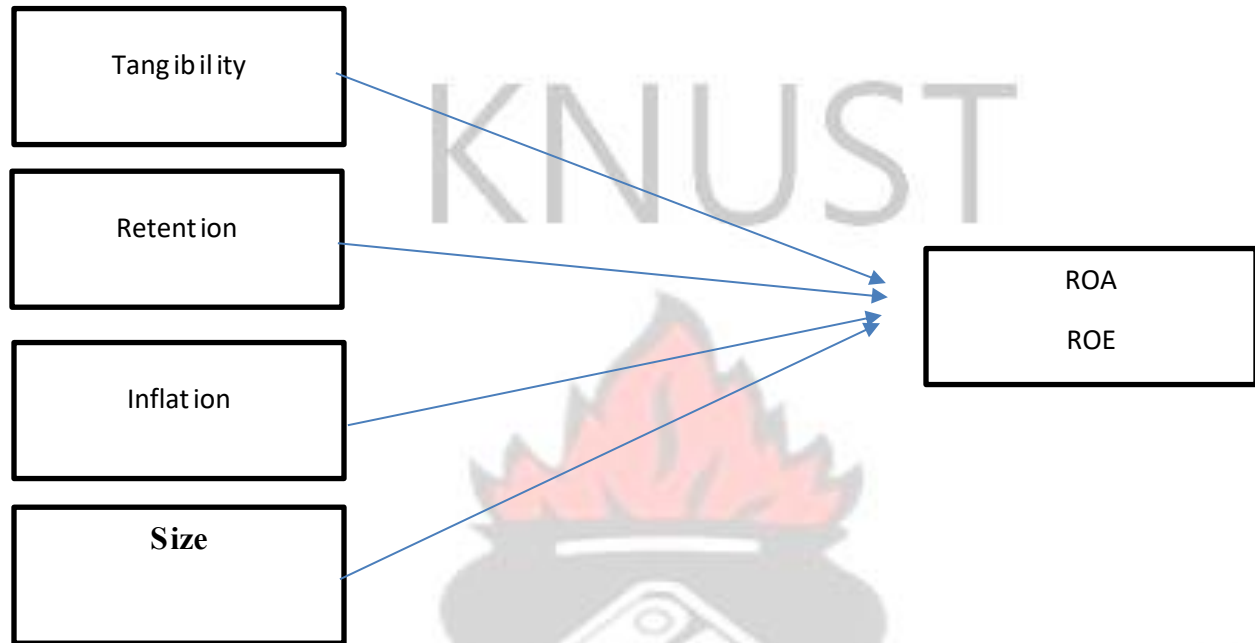 KNUST
Tangibility
Retention
Inflation
Size
ROA
ROE